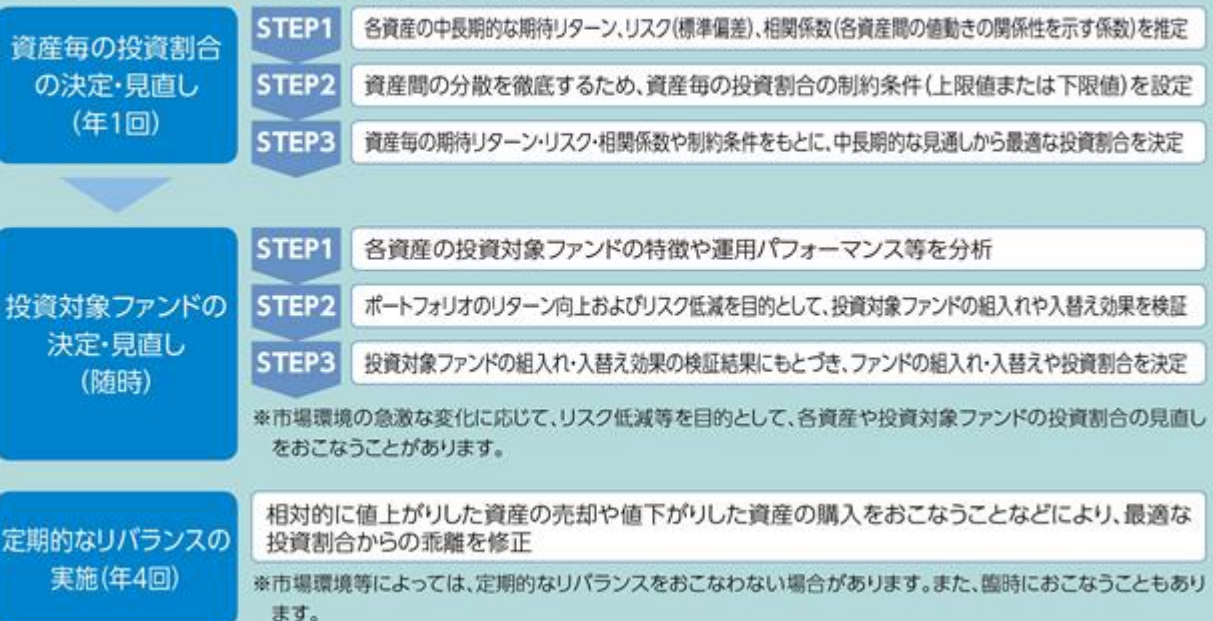 資産毎の投資割合
の決定・見直し
(年1回)
STEP1
各資産の中長期的な期待リターン、リスク(標準偏差)、相関係数(各資産間の値動きの関係性を示す係数)を推定
STEP2
資産間の分散を徹底するため、資産毎の投資割合の制約条件(上限値または下限値)を設定
STEP3
資産毎の期待リターン・リスク・相関係数や制約条件をもとに、中長期的な見通しから最適な投資割合を決定
投資対象ファンドの
決定・見直し
(随時)
STEP1
各資産の投資対象ファンドの特徴や運用パフォーマンス等を分析
STEP2
ポートフォリオのリターン向上およびリスク低減を目的として、投資対象ファンドの組入れや入替え効果を検証
STEP3
投資対象ファンドの組入れ・入替え効果の検証結果にもとづき、ファンドの組入れ・入替えや投資割合を決定
※市場環境の急激な変化に応じて、リスク低減等を目的として、各資産や投資対象ファンドの投資割合の見直し
をおこなうことがあります。
定期的なリバランスの
実施(年4回)
相対的に値上がりした資産の売却や値下がりした資産の購入をおこなうことなどにより、最適な
投資割合からの乖離を修正
※市場環境等によっては、定期的なリバランスをおこなわない場合があります。また、臨時におこなうこともあり
ます。